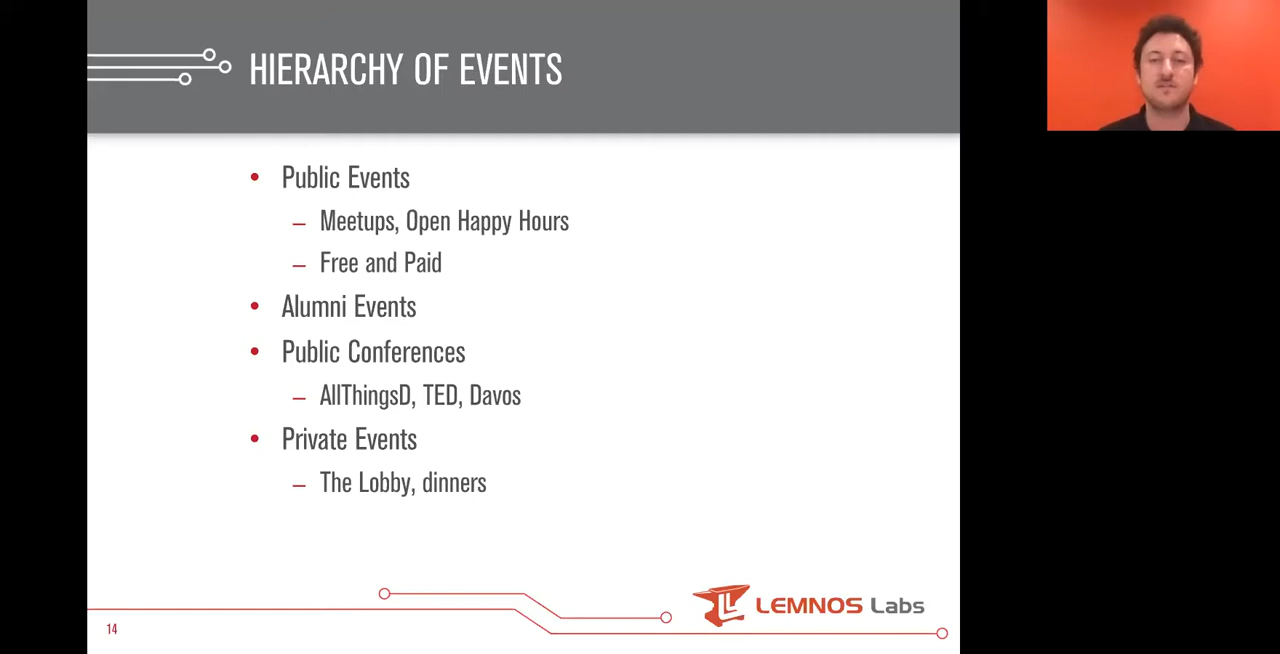 HIERARCHY OF EVENTS
• Public Events
– Meetups, Open Happy Hours
– Free and Paid
• Alumni Events
• Public Conferences
– AllThingsD, TED, Davos
• Private Events
– The Lobby, dinners
LEMNOS Labs
14